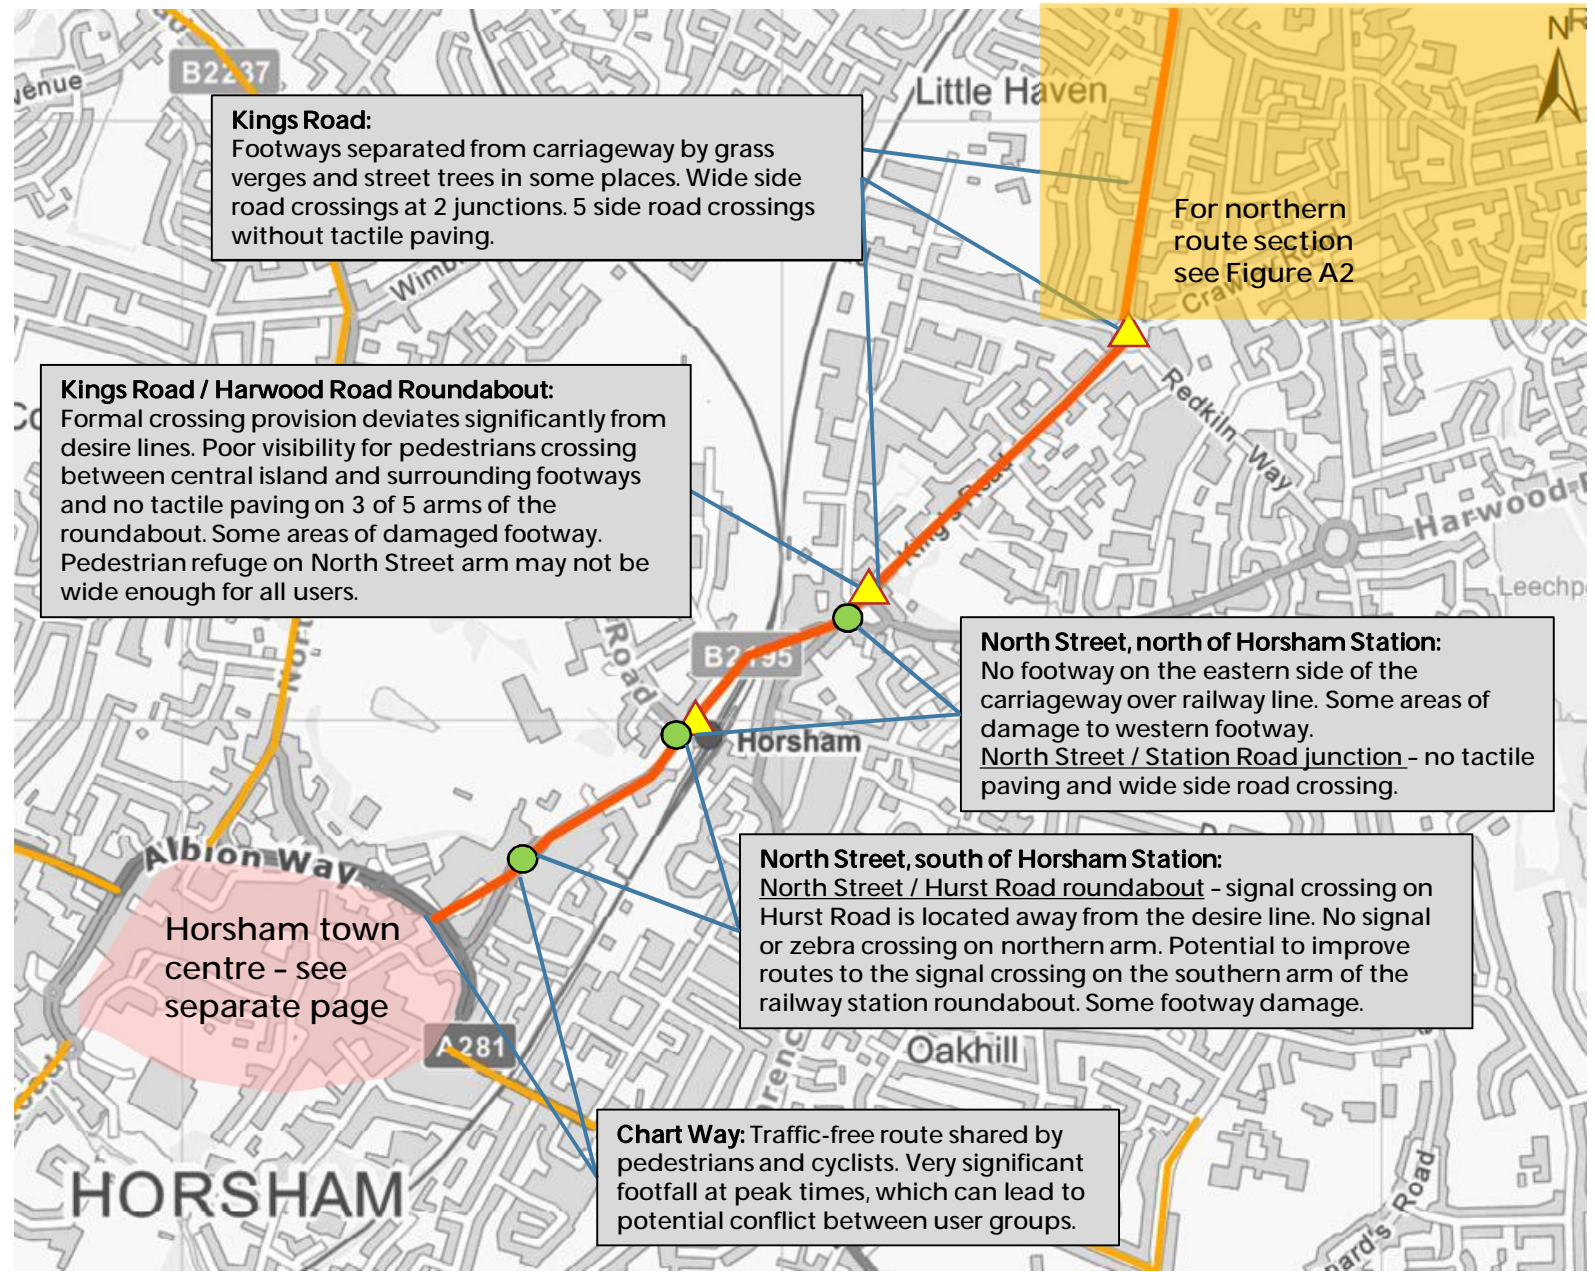 B2237
venue
Little Haven
N
Kings Road:
Footways separated from carriageway by grass
verges and street trees in some places. Wide side
road crossings at 2 junctions. 5 side road crossings
without tactile paving.
For northern
route section
see Figure A2
Kings Road / Harwood Road Roundabout:
Formal crossing provision deviates significantly from
desire lines. Poor visibility for pedestrians crossing
between central island and surrounding footways
and no tactile paving on 3 of 5 arms of the
roundabout. Some areas of damaged footway.
Pedestrian refuge on North Street arm may not be
wide enough for all users.
Redkiln Way
King's Road
Harwood
Leechp
Road
B2195
North Street, north of Horsham Station:
No footway on the eastern side of the
carriageway over railway line. Some areas of
damage to western footway.
North Street / Station Road junction – no tactile
paving and wide side road crossing.
Horsham
Albion Way
North Street, south of Horsham Station:
North Street / Hurst Road roundabout – signal crossing on
Hurst Road is located away from the desire line. No signal
or zebra crossing on northern arm. Potential to improve
routes to the signal crossing on the southern arm of the
railway station roundabout. Some footway damage.
Horsham town
centre – see
separate page
A281
Oakhill
Chart Way: Traffic-free route shared by
pedestrians and cyclists. Very significant
footfall at peak times, which can lead to
potential conflict between user groups.
HORSHAM
nard's Road